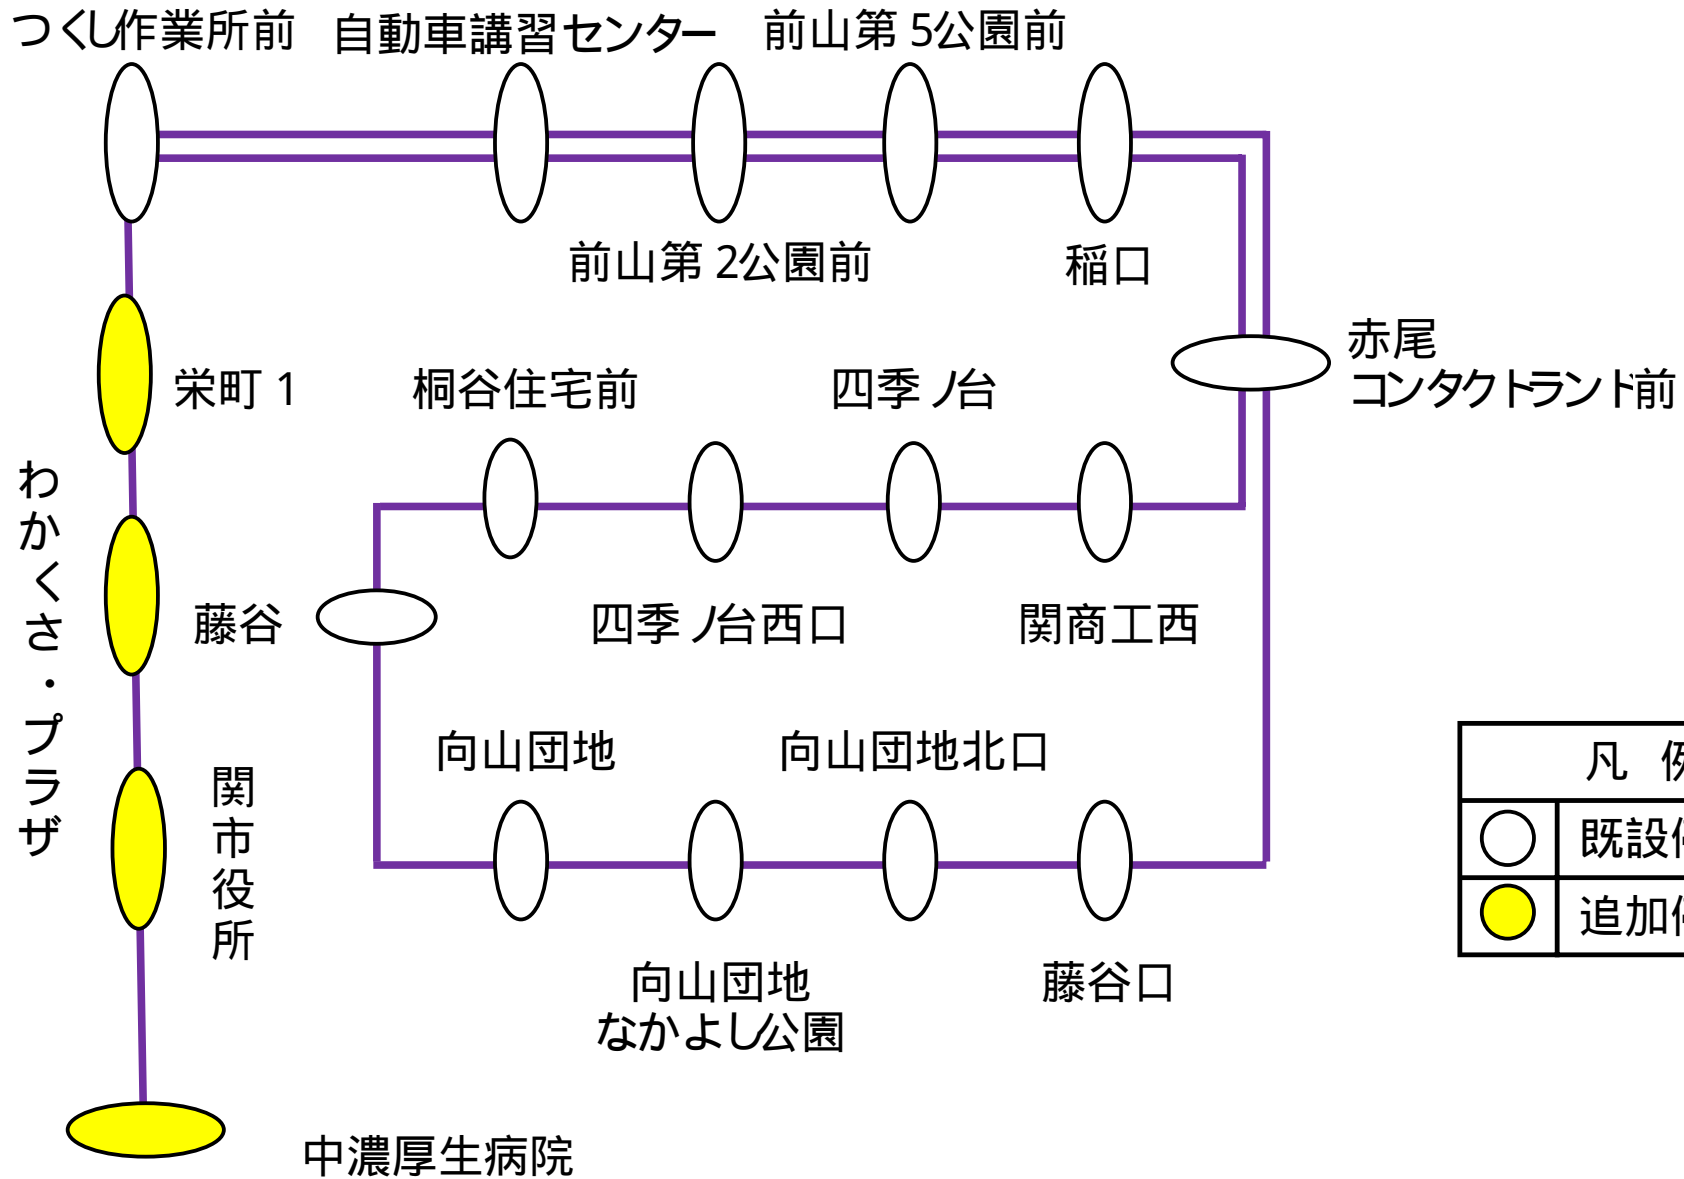 つくし作業所前
自動車講習センター
前山第5公園前
前山第2公園前
稲口
赤尾
コンタクトランド前
栄町1
桐谷住宅前
四季ノ台
わかくさ・プラザ
藤谷
四季ノ台西口
関商工西
向山団地
向山団地北口
関市役所
凡 例
既設停
追加停
向山団地
なかよし公園
藤谷口
中濃厚生病院